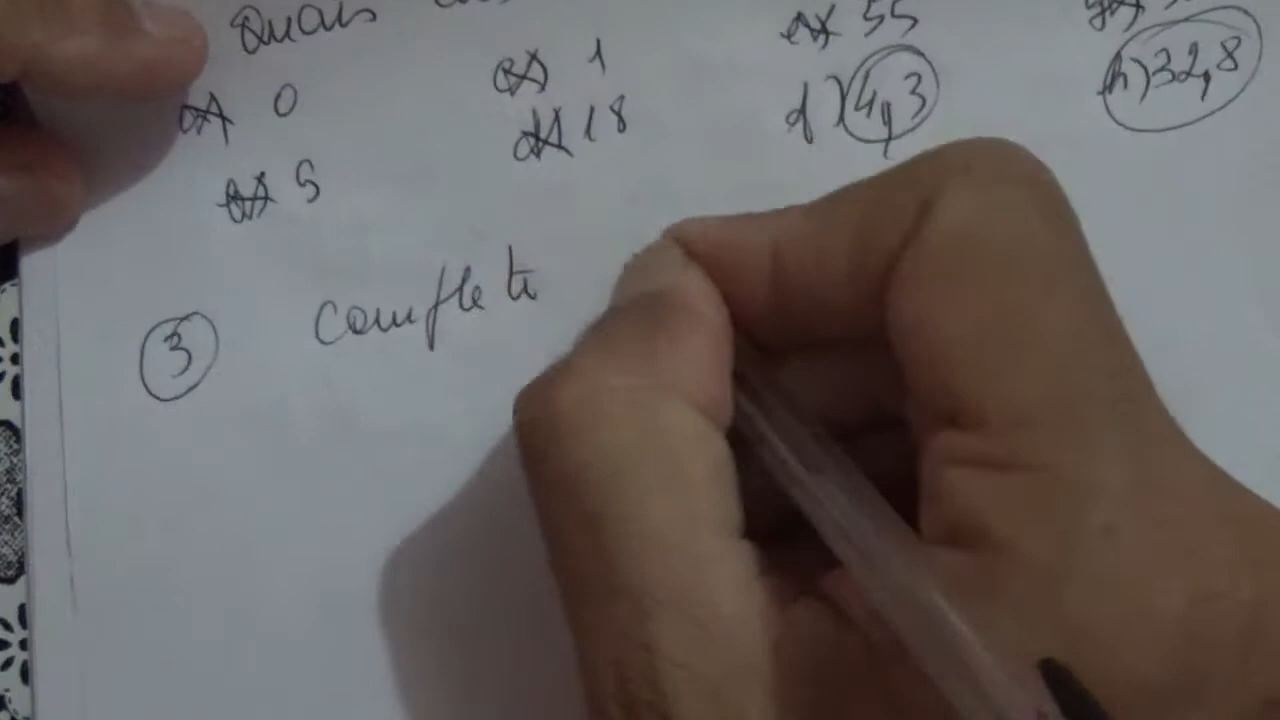 Quais
a) 0 c) 1 e) 55
b) 5 d) 18 f) 4,3 h) 32,8
3 Complete